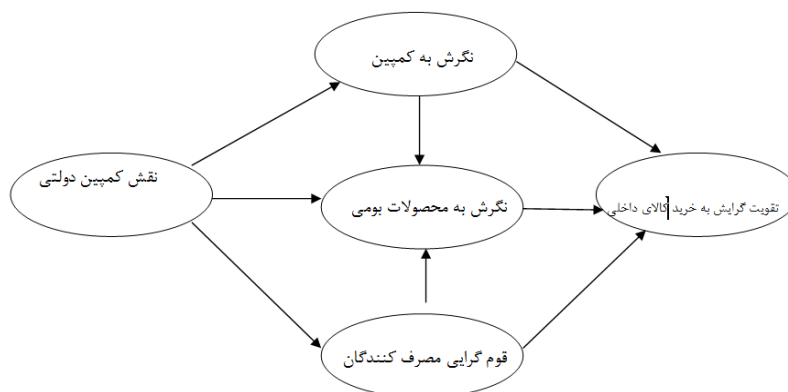 نگرش به کمپین
نقش کمپین دولتی
نگرش به محصولات بومی
تقویت گرایش به خرید کالای داخلی
قوم گرایی مصرف کنندگان